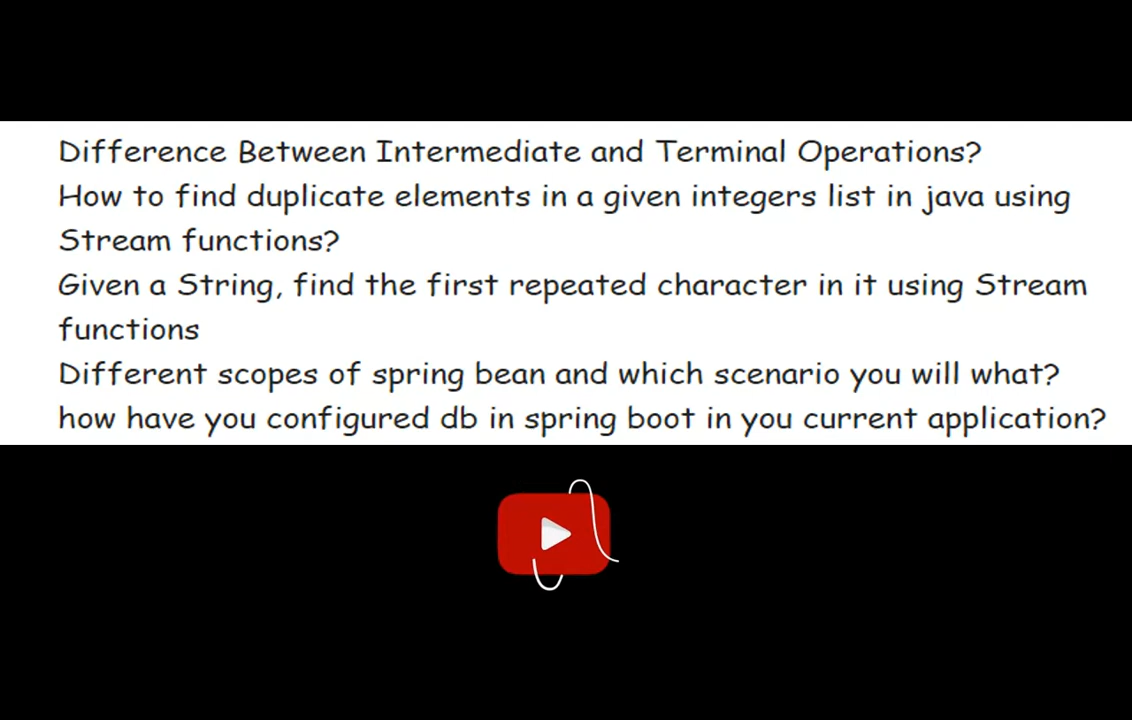 Difference Between Intermediate and Terminal Operations?
How to find duplicate elements in a given integers list in java using
Stream functions?
Given a String, find the first repeated character in it using Stream
functions
Different scopes of spring bean and which scenario you will what?
how have you configured db in spring boot in you current application?